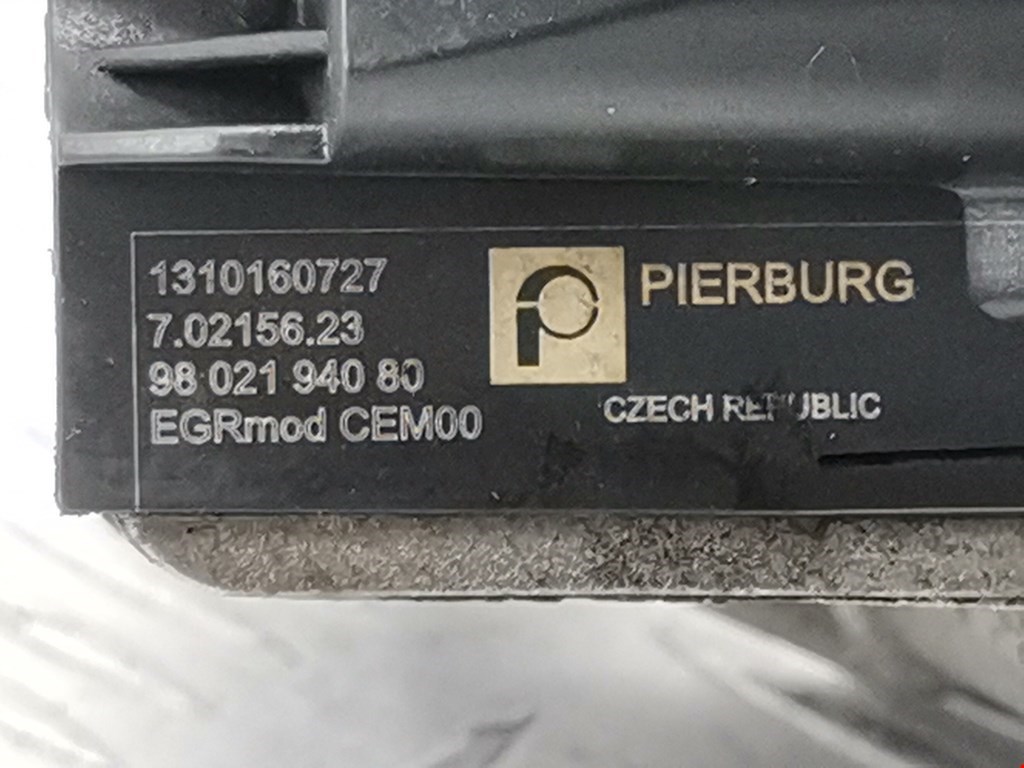 1310160727
7.02156.23
98 021 940 80
EGRmod CEM00
PIERBURG
CZECH REPUBLIC